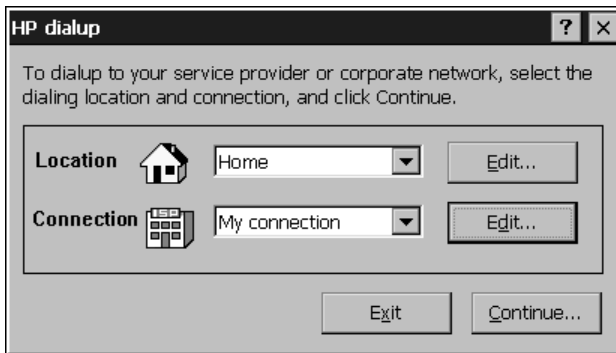 HP dialup ? ×
To dialup to your service provider or corporate network, select the
dialing location and connection, and click Continue.
Location Home Edit...
Connection ISP My connection Edit...
Exit Continue...